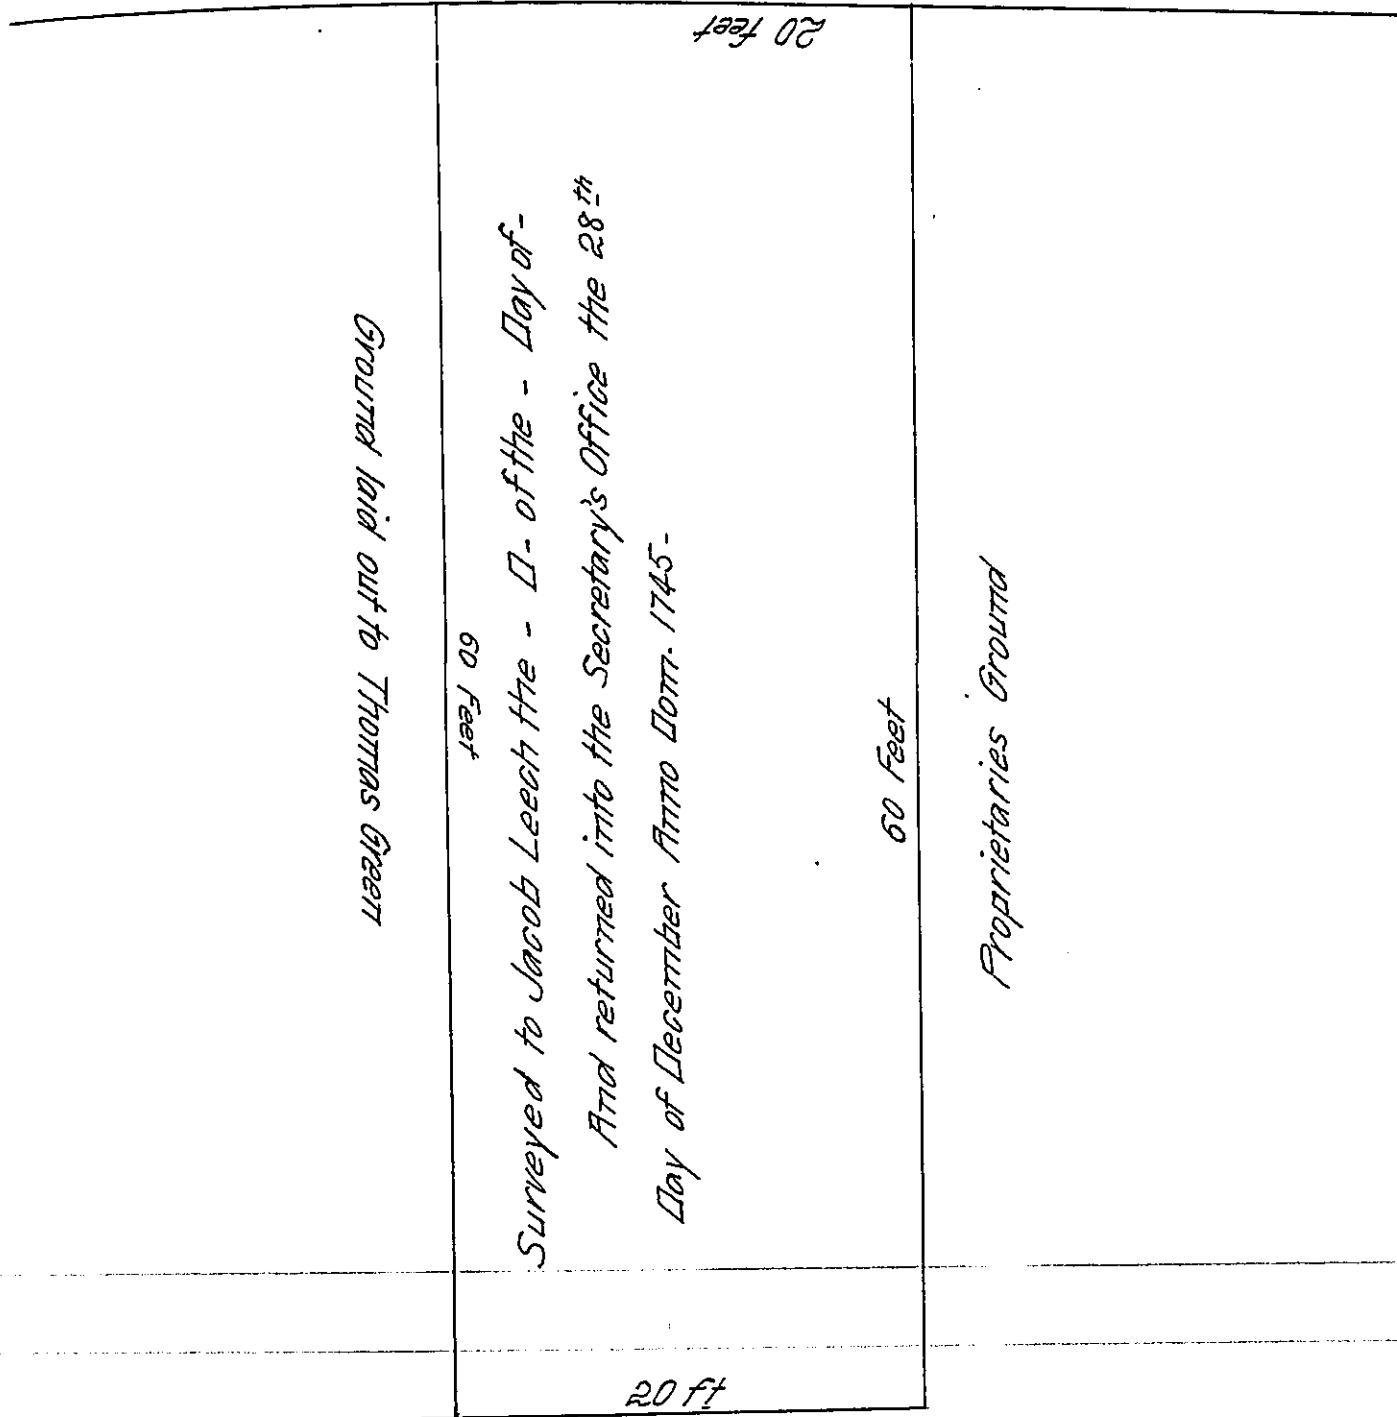 20 feet
Ground laid out to Thomas Green
60 Feet
Surveyed to Jacob Leech the - D - of the - Day of -
And returned into the Secretary's Office the 28th
Day of December Anno Dom. 1745 -
60 Feet
Proprietaries Ground
20 ft